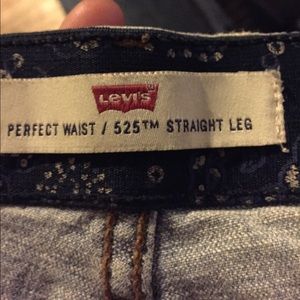 LEVI'S
PERFECT WAIST / 525™ STRAIGHT LEG